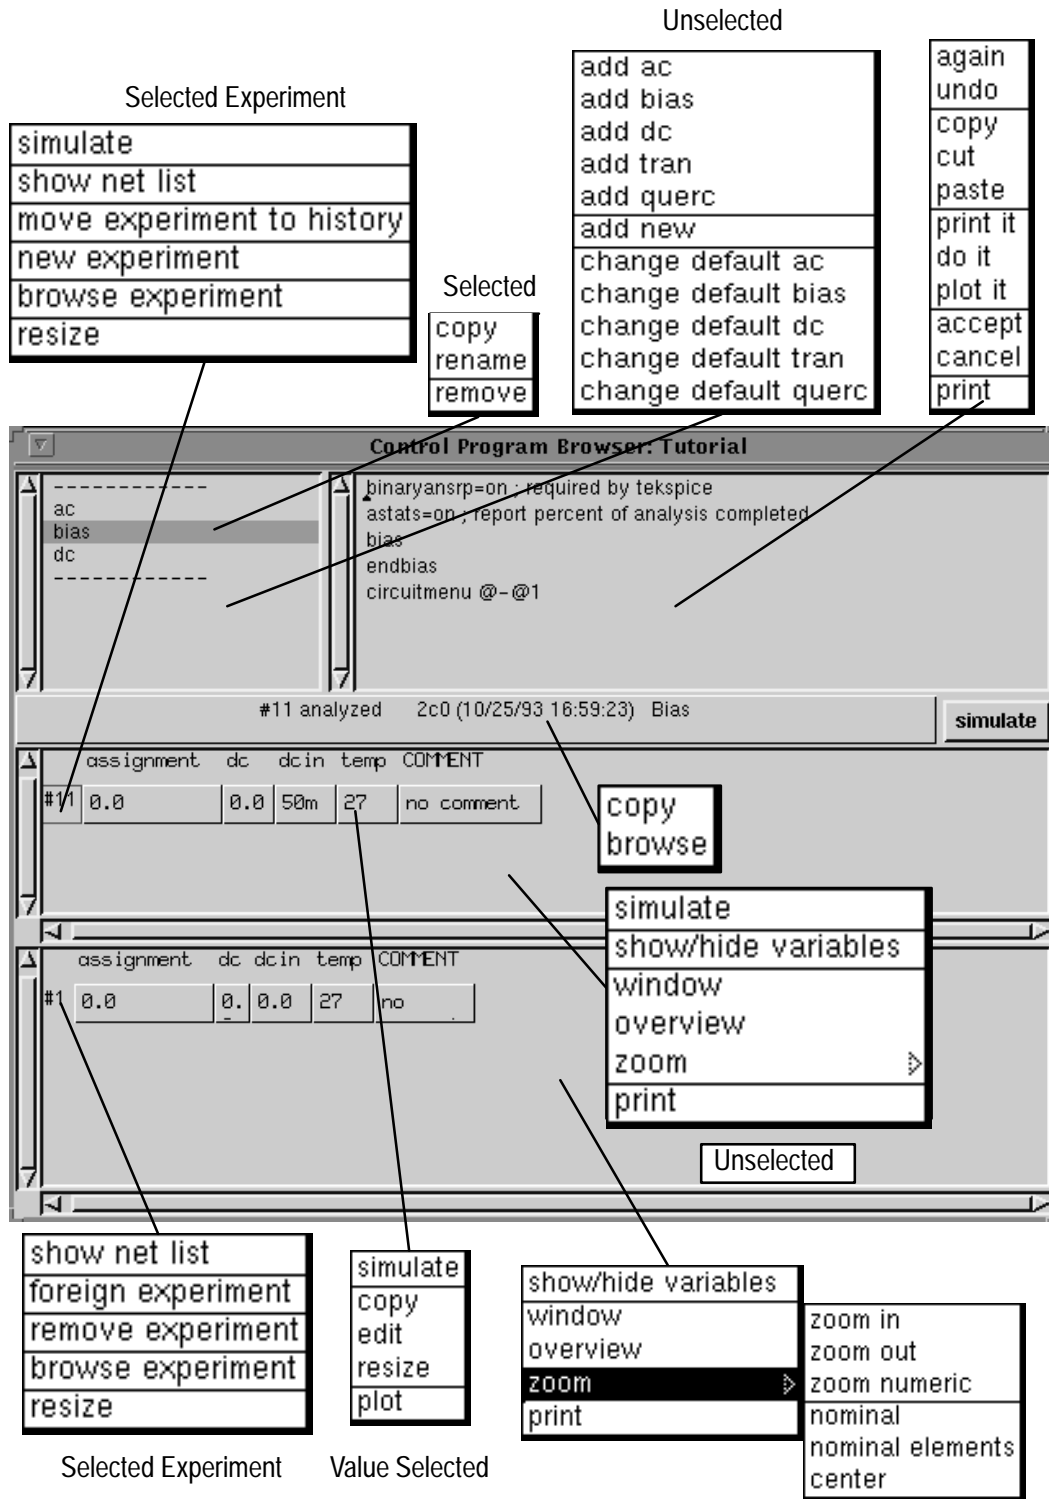 Unselected
add ac
add bias
add dc
add tran
add querc
add new
change default ac
change default bias
change default dc
change default tran
change default querc
again
undo
copy
cut
paste
print it
do it
plot it
accept
cancel
print
Selected Experiment
simulate
show net list
move experiment to history
new experiment
browse experiment
resize
Selected
copy
rename
remove
Control Program Browser: Tutorial
------------
ac
bias
dc
------------
binaryansrp=on ; required by tekspice
astats=on ; report percent of analysis completed
bias
endbias
circuitmenu @-@1
#11 analyzed 2c0 (10/25/93 16:59:23) Bias
simulate
assignment dc dcin temp COMMENT
#11 0.0 0.0 50m 27 no comment
copy
browse
simulate
show/hide variables
window
overview
zoom
print
Unselected
assignment dc dcin temp COMMENT
#1 0.0 0. 0.0 27 no
show net list
foreign experiment
remove experiment
browse experiment
resize
Selected Experiment
simulate
copy
edit
resize
plot
Value Selected
show/hide variables
window
overview
zoom
print
zoom in
zoom out
zoom numeric
nominal
nominal elements
center